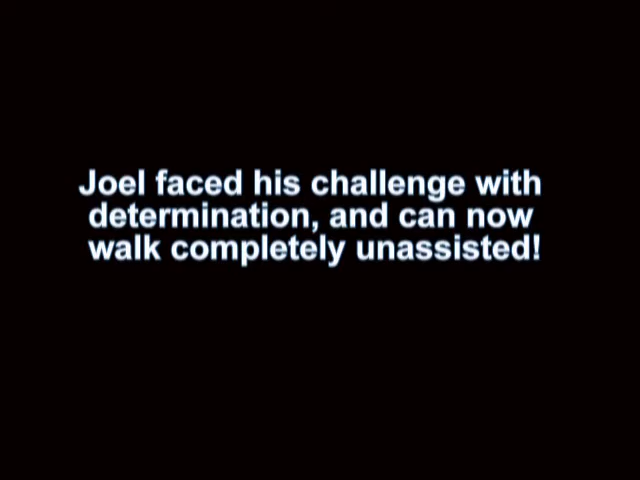 Joel faced his challenge with
determination, and can now
walk completely unassisted!